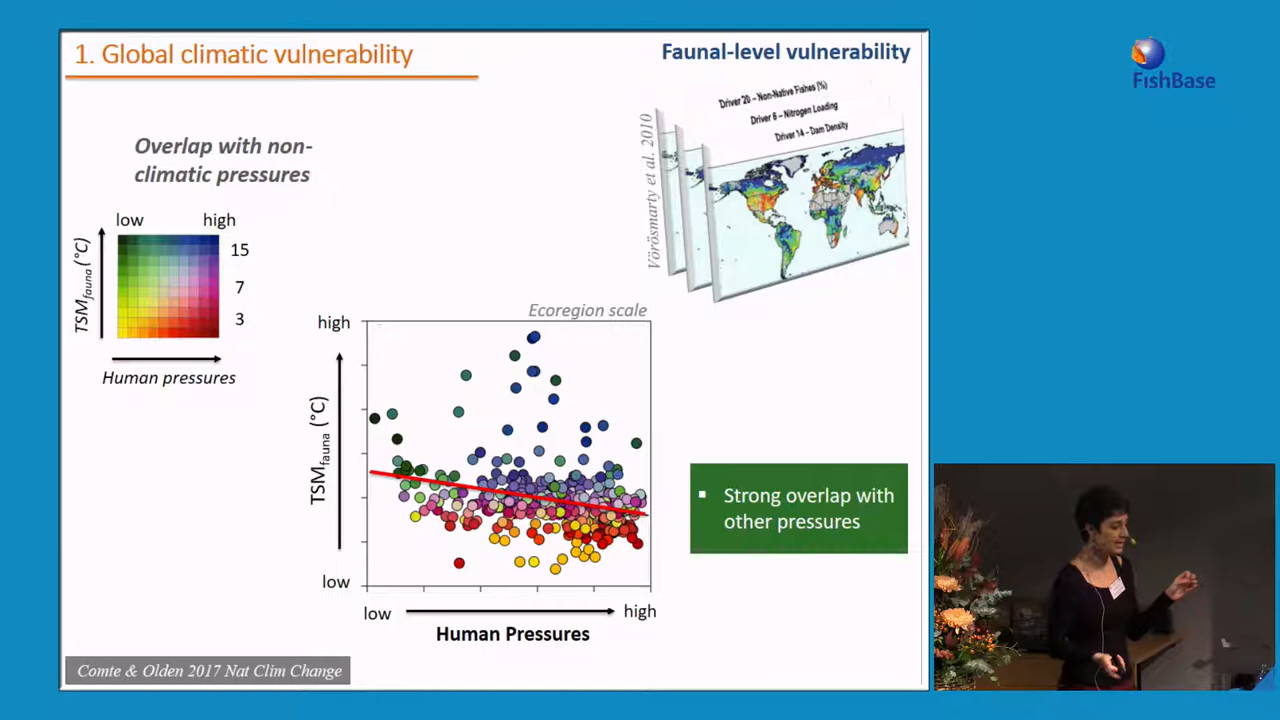 1. Global climatic vulnerability
Faunal-level vulnerability
FishBase
Driver 20 – Non-Native Fishes (%)
Driver 6 – Nitrogen Loading
Driver 14 – Dam Density
Vörösmarty et al. 2010
Overlap with non-
climatic pressures
low high
15
7
3
TSMfauna (°C)
Human pressures
Ecoregion scale
high
TSMfauna (°C)
low
low high
Human Pressures
▪ Strong overlap with
other pressures
Comte & Olden 2017 Nat Clim Change